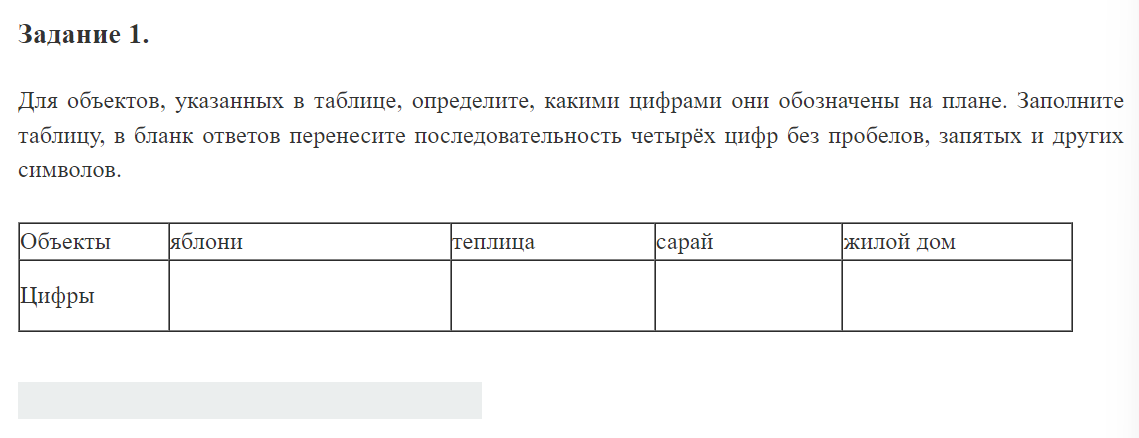 Задание 1.
Для объектов, указанных в таблице, определите, какими цифрами они обозначены на плане. Заполните
таблицу, в бланк ответов перенесите последовательность четырёх цифр без пробелов, запятых и других
символов.
Объекты яблони теплица сарай жилой дом
Цифры